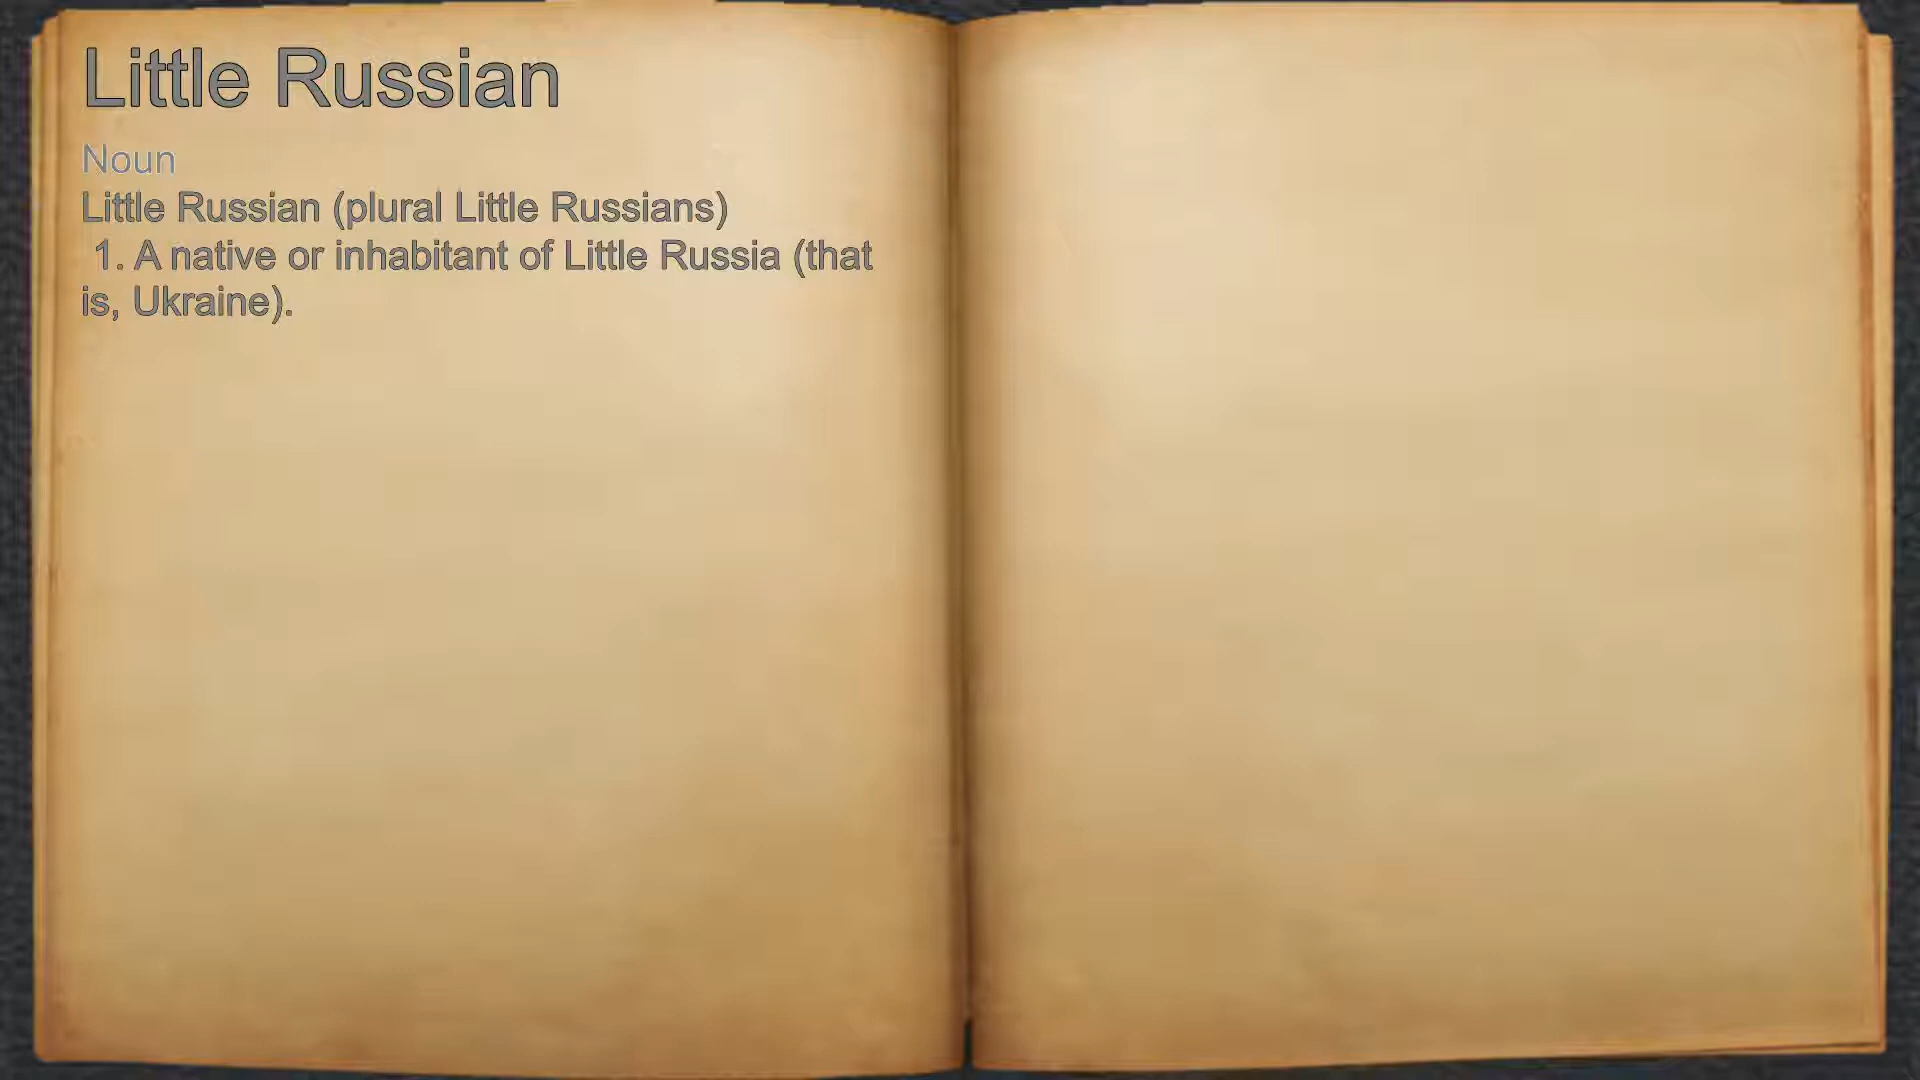 Little Russian
Noun
Little Russian (plural Little Russians)
1. A native or inhabitant of Little Russia (that
is, Ukraine).